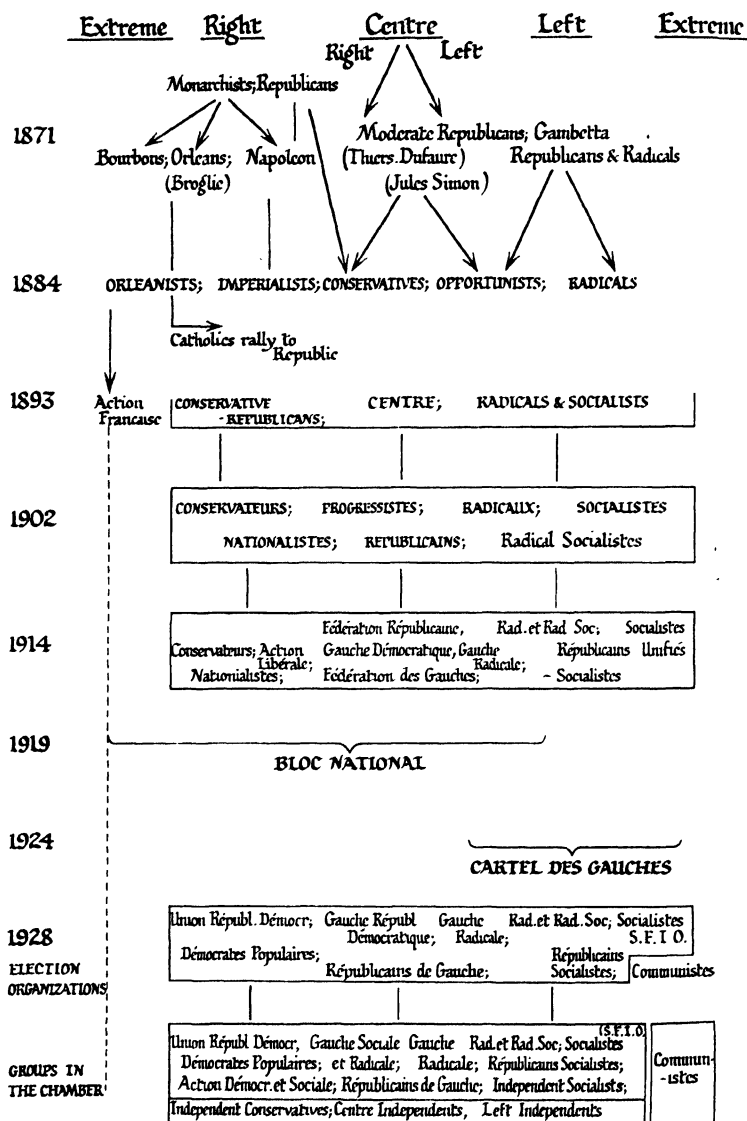 Extreme Right Centre Left Extreme
Right Left
Monarchists; Republicans
1871 Moderate Republicans; Gambetta
Bourbons; Orleans; Napoleon (Thiers. Dufaure) Republicans & Radicals
(Broglie) (Jules Simon)
1884 ORLEANISTS; IMPERIALISTS; CONSERVATIVES; OPPORTUNISTS; RADICALS
Catholics rally to
Republic
1893 Action CONSERVATIVE CENTRE; RADICALS & SOCIALISTS
Francaise -REPUBLICANS;
1902 CONSERVATEURS; PROGRESSISTES; RADICAUX; SOCIALISTES
NATIONALISTES; REPUBLICAINS; Radical Socialistes
1914 Féderation Républicaine, Rad. et Rad Soc; Socialistes
Conservateurs; Action Gauche Démocratique, Gauche Républicains Unifiés
Libérale; Radicale;
Nationialistes; Fédération des Gauches; - Socialistes
1919
BLOC NATIONAL
1924
CARTEL DES GAUCHES
1928 Union Républ. Démocr; Gauche Républ Gauche Rad. et Rad. Soc; Socialistes
Démocratique; Radicale; S.F.I O.
ELECTION Démocrates Populaires; Républicains
ORGANIZATIONS Républicains de Gauche; Socialistes; Communistes
(S.F.I.O)
Union Républ Démocr, Gauche Sociale Gauche Rad. et Rad. Soc; Socialistes
GROUPS IN Démocrates Populaires; et Radicale; Radicale; Républicains Socialistes; Commun-
THE CHAMBER Action Démocr. et Sociale; Républicains de Gauche; Independent Socialists; -istes
Independent Conservatives; Centre Independents, Left Independents